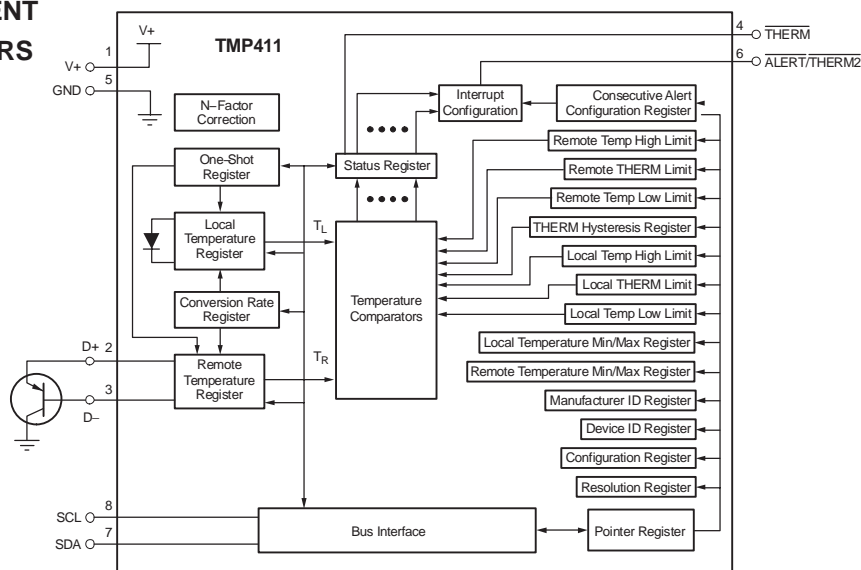 ENT
RS
TMP411
V+
1
V+
5
GND
4
THERM
6
ALERT/THERM2
N–Factor
Correction
Interrupt
Configuration
Consecutive Alert
Configuration Register
One-Shot
Register
Status Register
Remote Temp High Limit
Remote THERM Limit
Remote Temp Low Limit
THERM Hysteresis Register
Local Temp High Limit
Local THERM Limit
Local Temp Low Limit
Local
Temperature
Register
TL
Temperature
Comparators
Conversion Rate
Register
D+ 2
TR
Remote
Temperature
Register
3
D–
Local Temperature Min/Max Register
Remote Temperature Min/Max Register
Manufacturer ID Register
Device ID Register
Configuration Register
Resolution Register
8
SCL
7
SDA
Bus Interface
Pointer Register